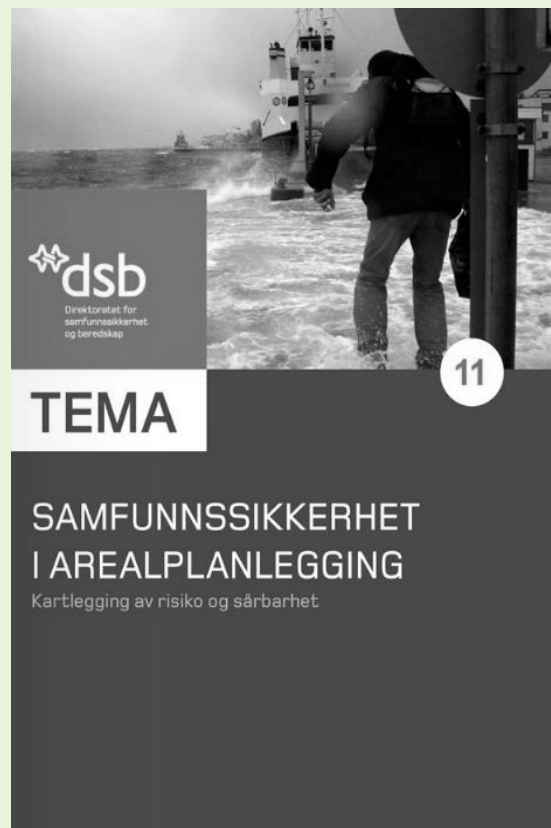 dsb
Direktoratet for
samfunnssikkerhet
og beredskap
11
TEMA
SAMFUNNSSIKKERHET
I AREALPLANLEGGING
Kartlegging av risiko og sårbarhet